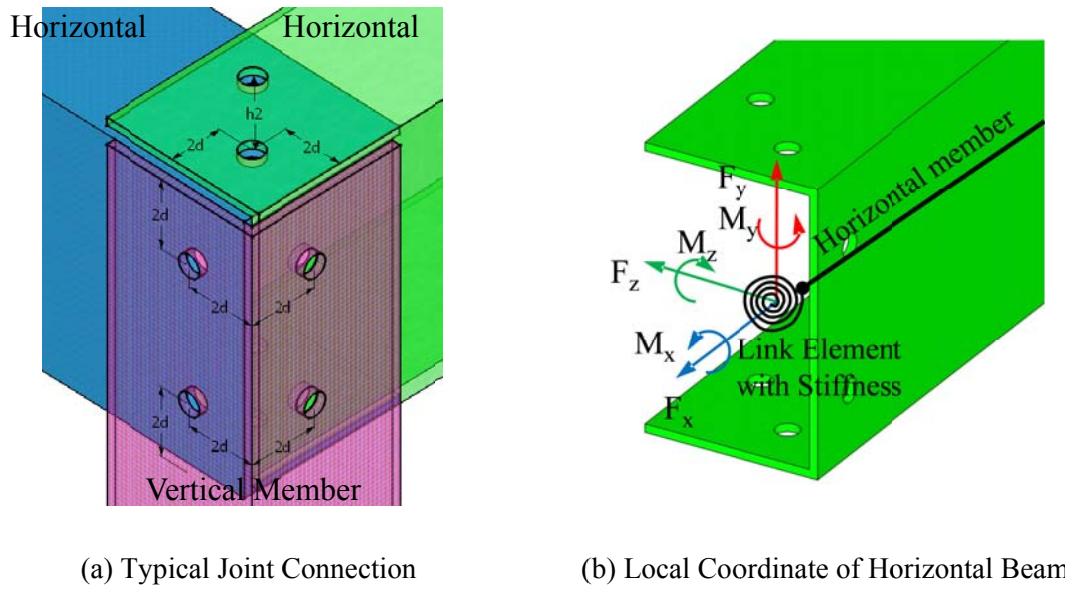 Horizontal
Horizontal
h2
2d
2d
2d
2d
2d
2d
2d
2d
Vertical Member
Fy
My
Mz
Fz
Mx
Fx
Horizontal member
Link Element
with Stiffness
(a) Typical Joint Connection
(b) Local Coordinate of Horizontal Beam